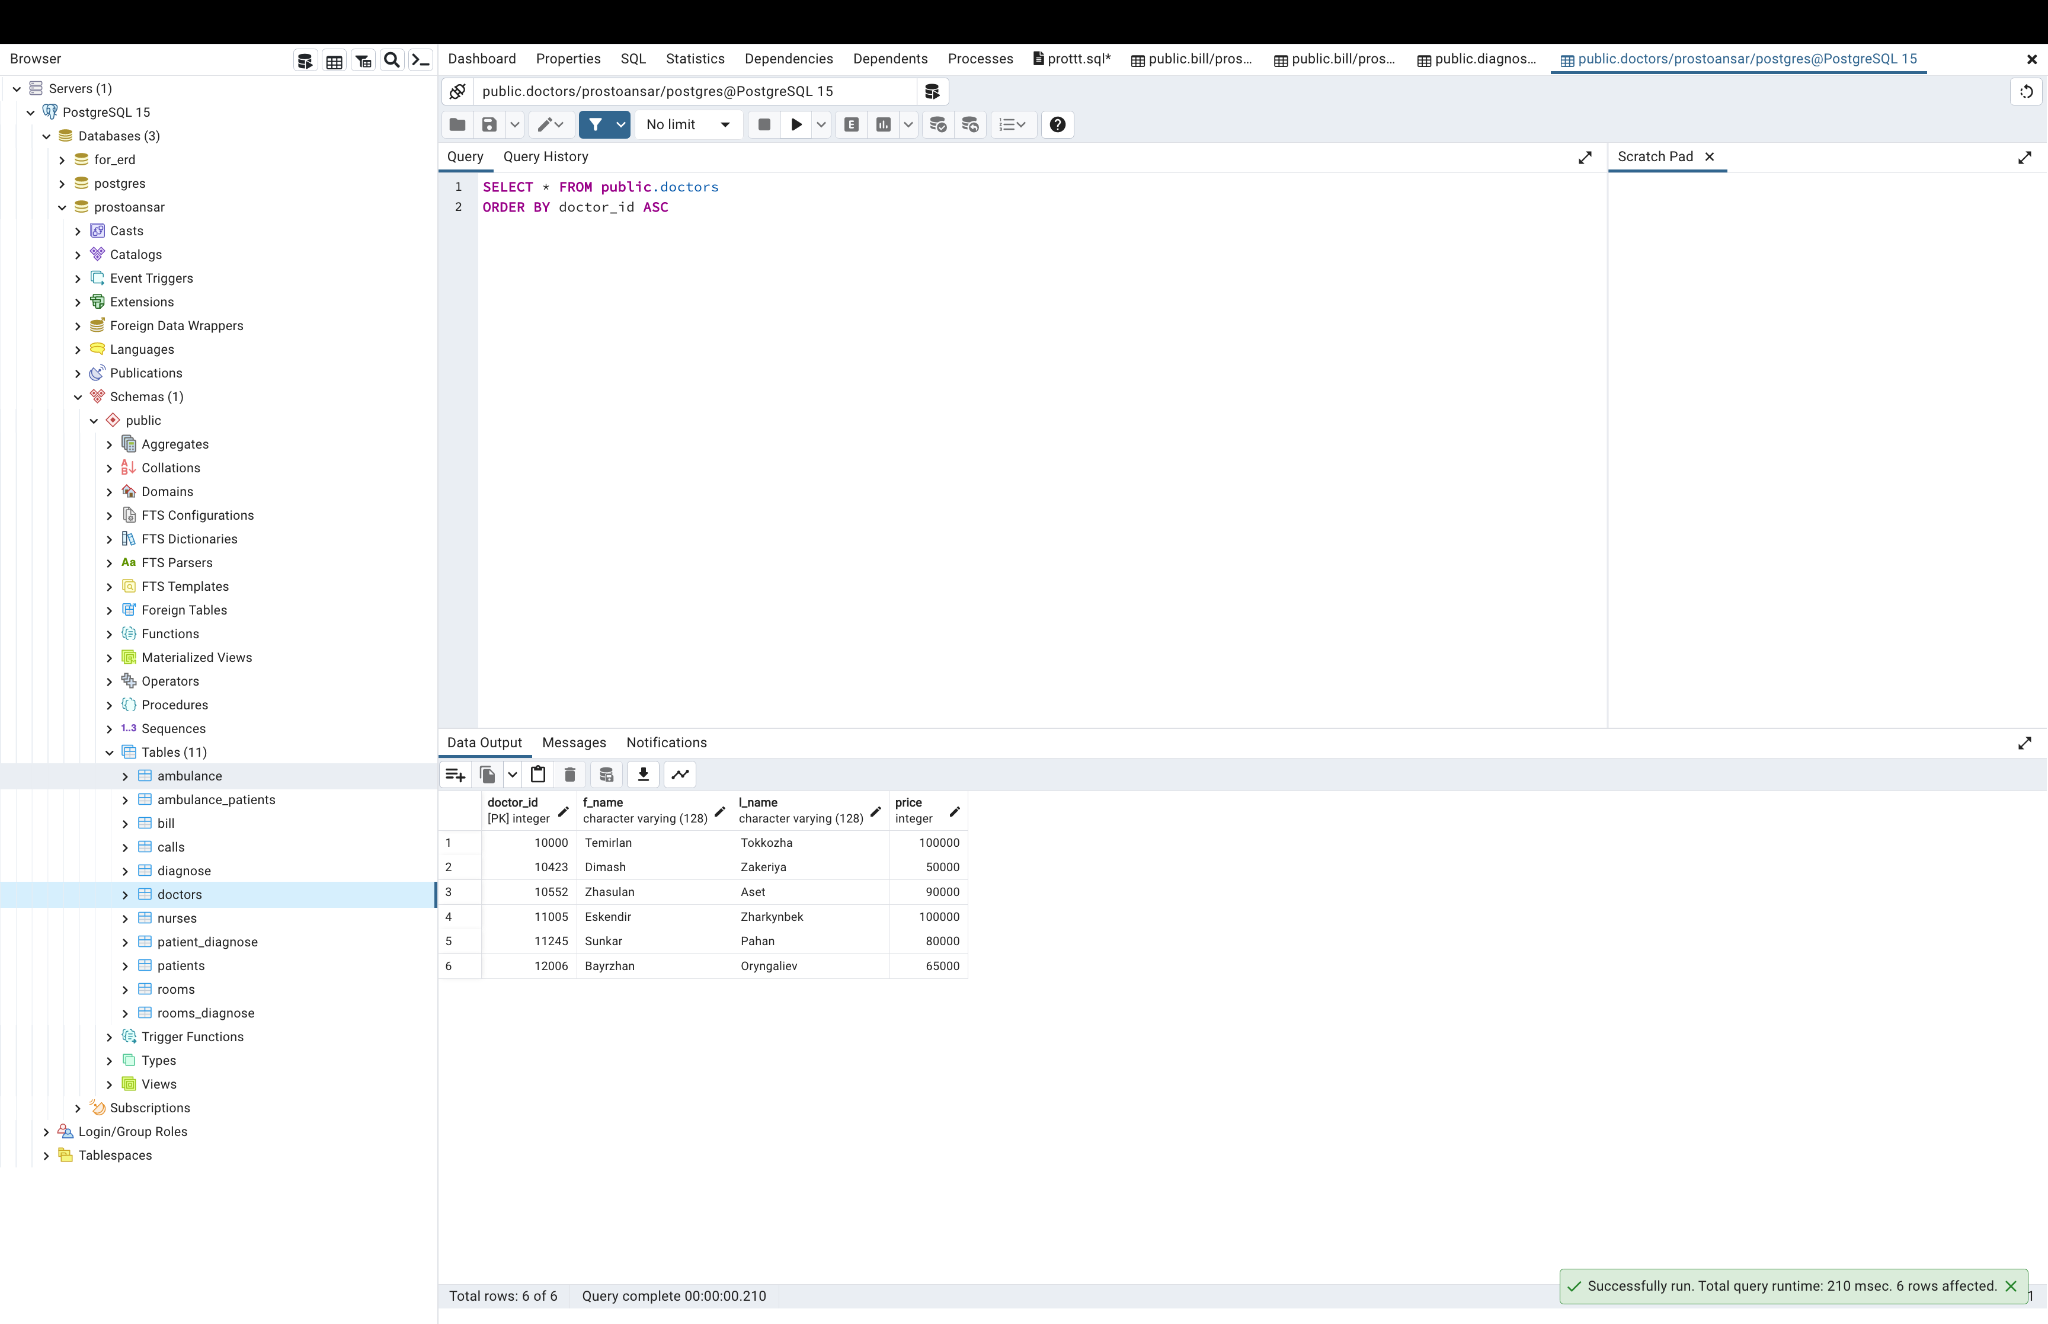 Browser
Servers (1)
PostgreSQL 15
Databases (3)
for_erd
postgres
prostoansar
Casts
Catalogs
Event Triggers
Extensions
Foreign Data Wrappers
Languages
Publications
Schemas (1)
public
Aggregates
Collations
Domains
FTS Configurations
FTS Dictionaries
Aa FTS Parsers
FTS Templates
Foreign Tables
Functions
Materialized Views
Operators
Procedures
1..3 Sequences
Tables (11)
ambulance
ambulance_patients
bill
calls
diagnose
doctors
nurses
patient_diagnose
patients
rooms
rooms_diagnose
Trigger Functions
Types
Views
Subscriptions
Login/Group Roles
Tablespaces
Dashboard Properties SQL Statistics Dependencies Dependents Processes prottt.sql* public.bill/pros... public.bill/pros... public.diagnos... public.doctors/prostoansar/postgres@PostgreSQL 15
public.doctors/prostoansar/postgres@PostgreSQL 15
No limit E
Query Query History
1 SELECT * FROM public.doctors
2 ORDER BY doctor_id ASC
Scratch Pad
Data Output Messages Notifications
doctor_id f_name l_name price
[PK] integer character varying (128) character varying (128) integer
1 10000 Temirlan Tokkozha 100000
2 10423 Dimash Zakeriya 50000
3 10552 Zhasulan Aset 90000
4 11005 Eskendir Zharkynbek 100000
5 11245 Sunkar Pahan 80000
6 12006 Bayrzhan Oryngaliev 65000
Successfully run. Total query runtime: 210 msec. 6 rows affected.
Total rows: 6 of 6 Query complete 00:00:00.210